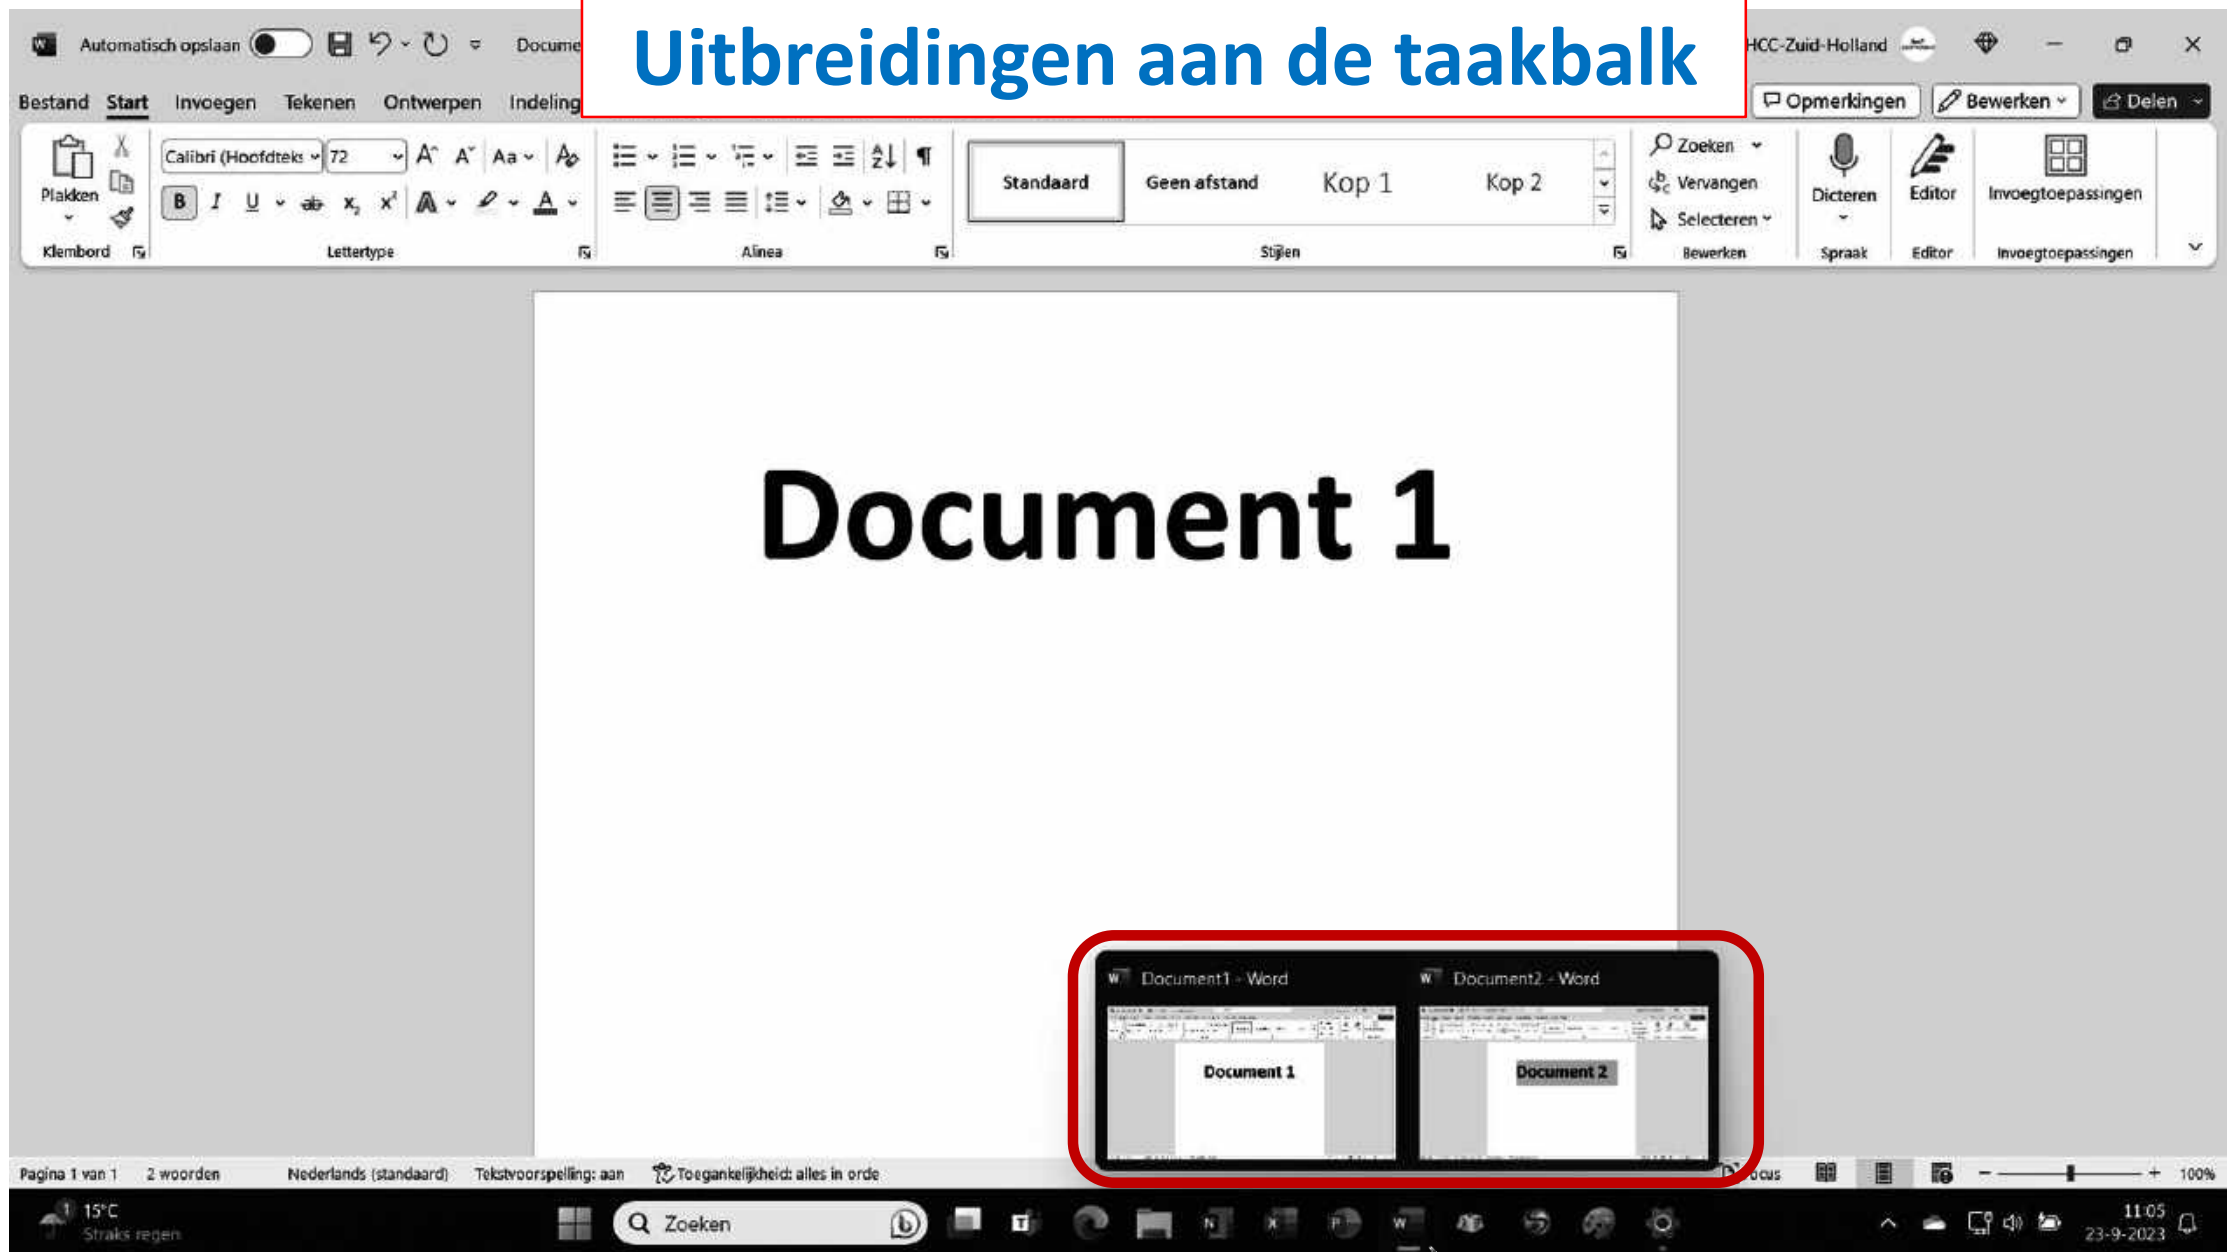 Uitbreidingen aan de taakbalk
Automatisch opslaan
Docume
HCC-Zuid-Holland
Bestand Start Invoegen Tekenen Ontwerpen Indeling
Opmerkingen Bewerken Delen
Plakken
Klembord
Calibri (Hoofdteks 72
Lettertype
Alinea
Standaard Geen afstand Kop 1 Kop 2
Stijlen
Zoeken
Vervangen
Selecteren
Bewerken
Dicteren
Spraak
Editor
Editor
Invoegtoepassingen
Invoegtoepassingen
Document 1
Document1 - Word
Document2 - Word
Document 1
Document 2
Pagina 1 van 1 2 woorden Nederlands (standaard) Tekstvoorspelling: aan Toegankelijkheid: alles in orde
ocus
100%
1
15°C
Straks regen
Zoeken
11:05
23-9-2023